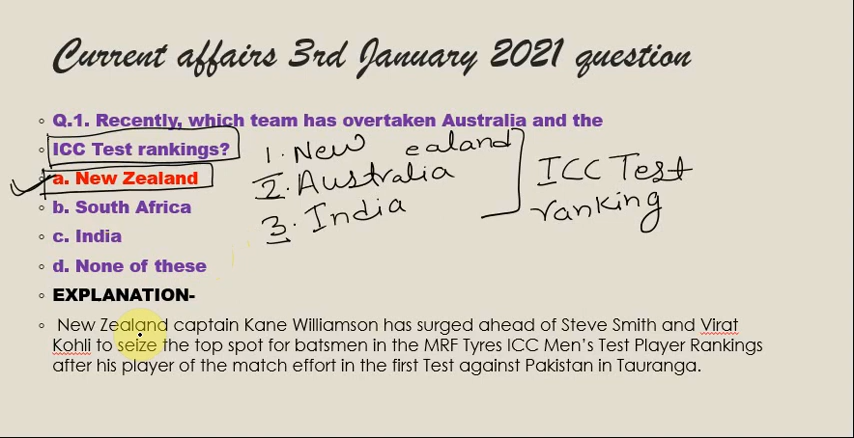 Current affairs 3rd January 2021 question
Q.1. Recently, which team has overtaken Australia and the
ICC Test rankings?
a. New Zealand
b. South Africa
c. India
d. None of these
1. New ealand
2. Australia
3. India
ICC Test
ranking
EXPLANATION-
New Zealand captain Kane Williamson has surged ahead of Steve Smith and Virat
Kohli to seize the top spot for batsmen in the MRF Tyres ICC Men's Test Player Rankings
after his player of the match effort in the first Test against Pakistan in Tauranga.